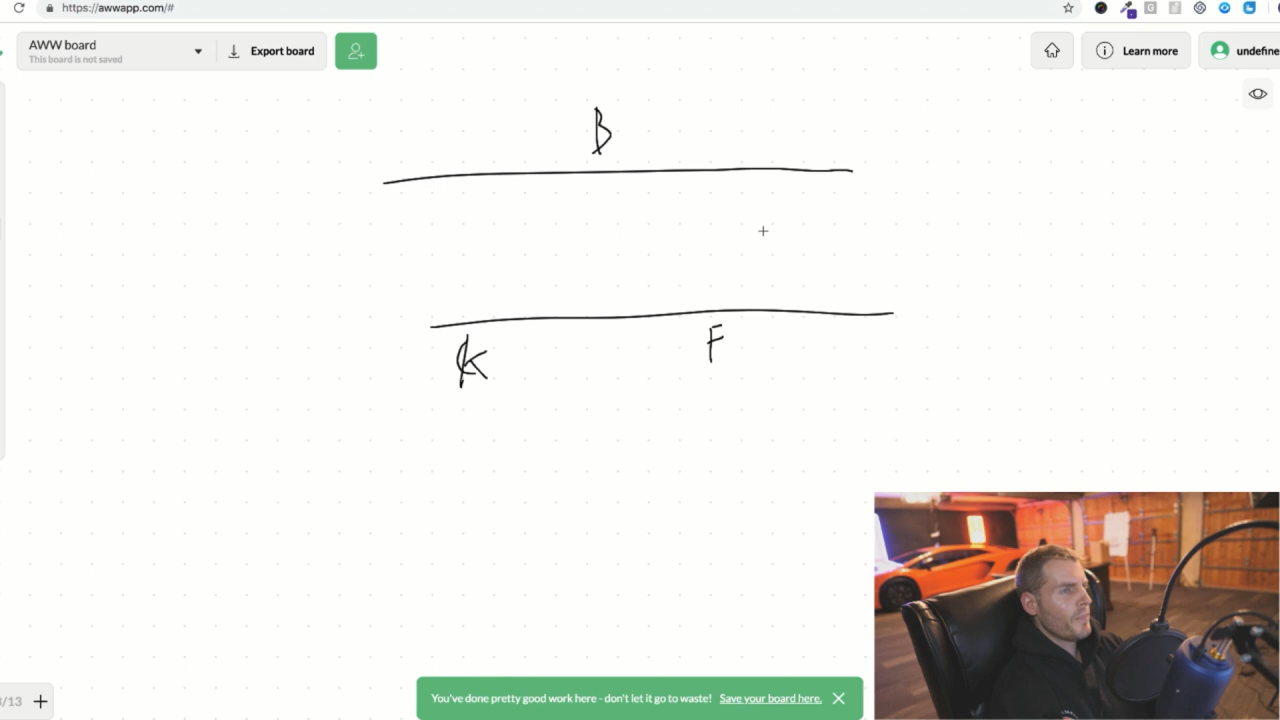 https://awwapp.com/#
AWW board
This board is not saved
Export board
Learn more
undefine
B
K
F
/13
You've done pretty good work here - don't let it go to waste! Save your board here.